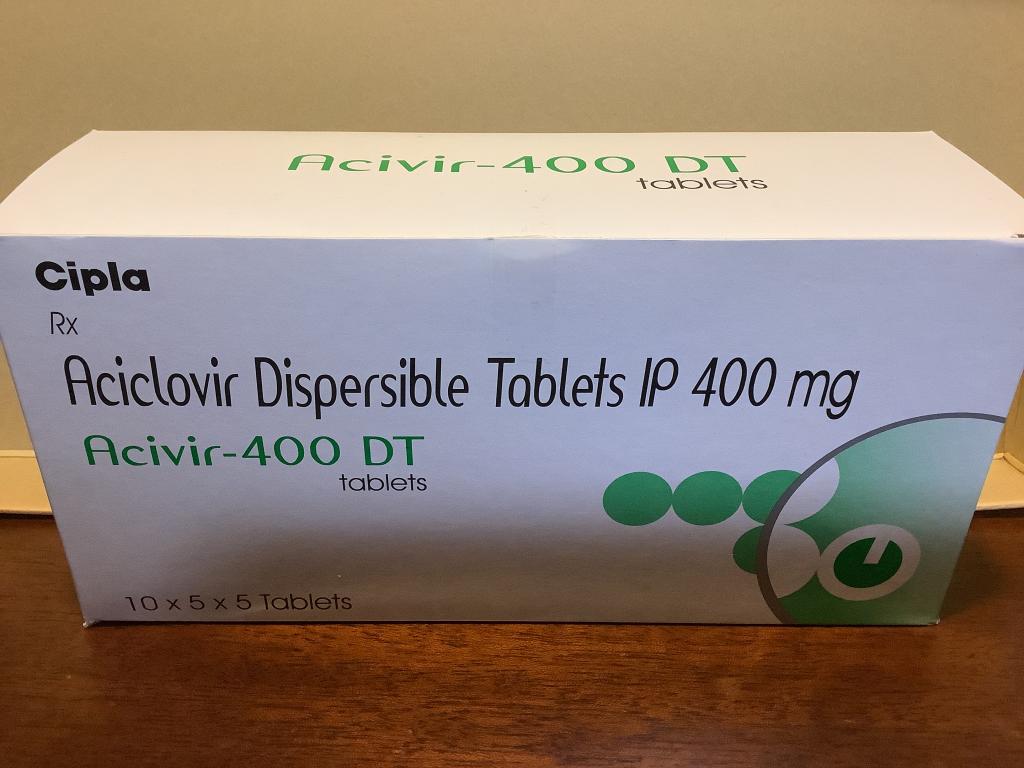 Acivir-400 DT
tablets
Cipla
Rx
Aciclovir Dispersible Tablets IP 400 mg
Acivir-400 DT
tablets
10 x 5 x 5 Tablets